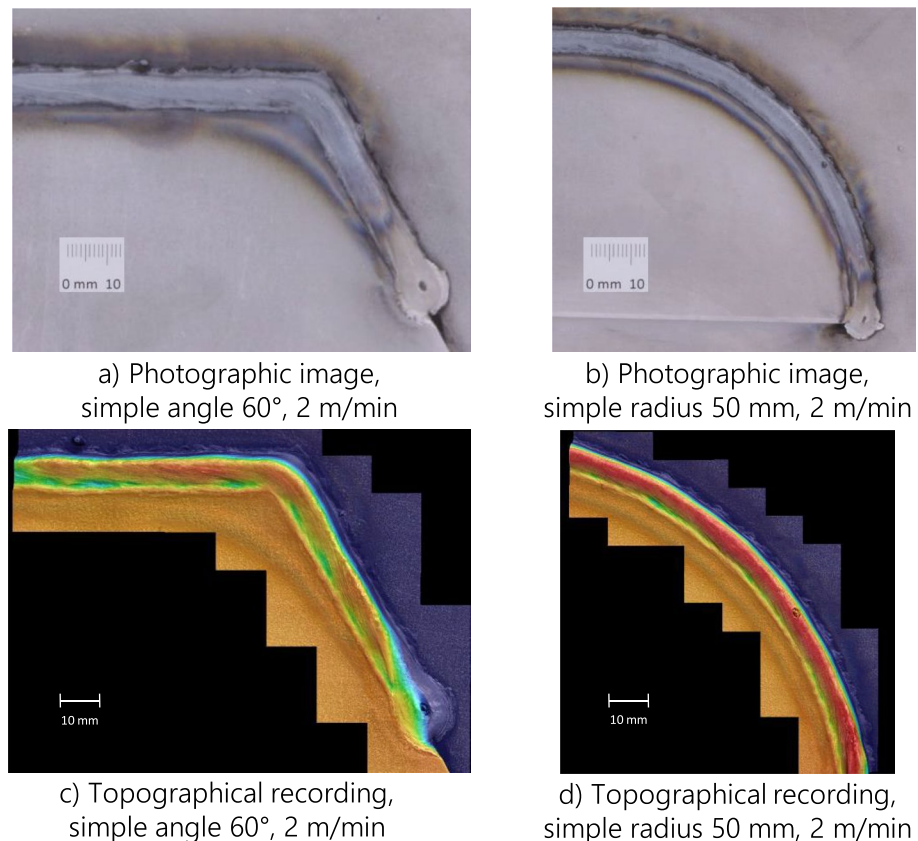 0 mm 10
0 mm 10
a) Photographic image,
simple angle 60°, 2 m/min
b) Photographic image,
simple radius 50 mm, 2 m/min
10 mm
10 mm
c) Topographical recording,
simple angle 60°, 2 m/min
d) Topographical recording,
simple radius 50 mm, 2 m/min